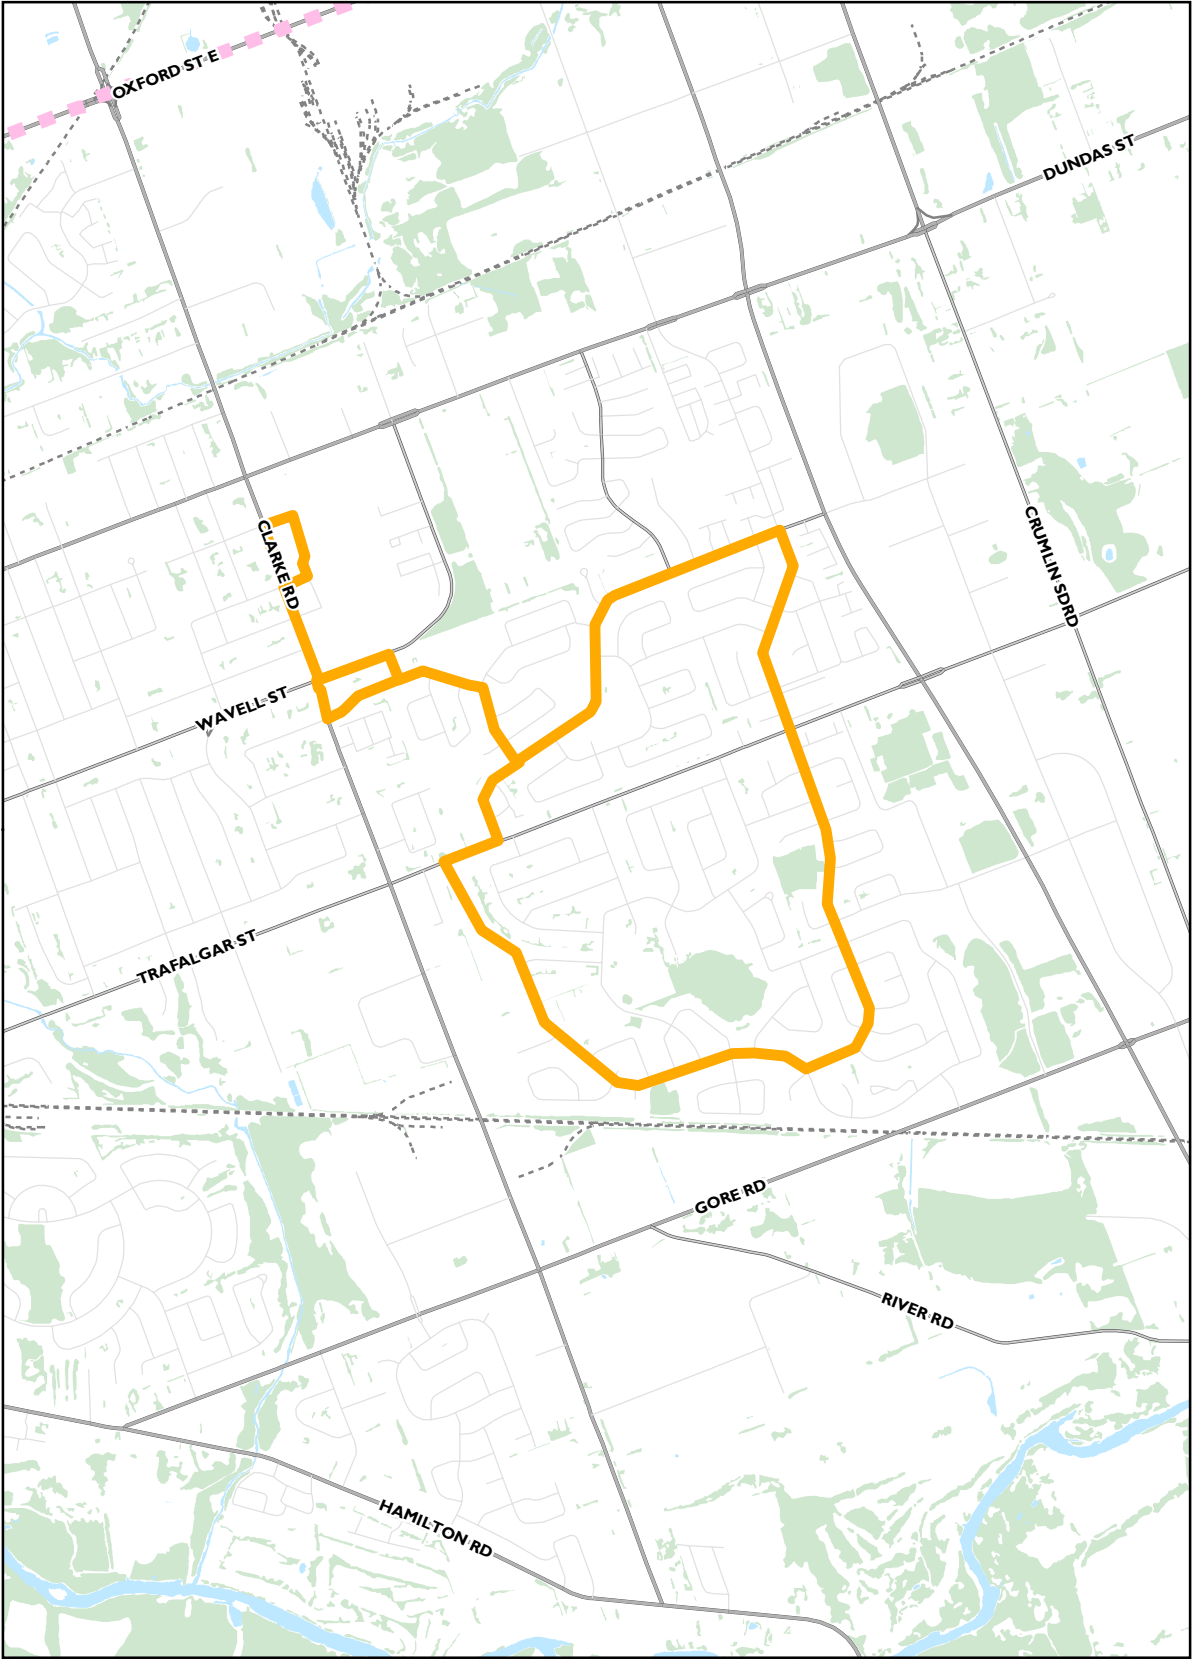 OXFORD ST E
DUNDAS ST
CLARKE RD
CRUMLIN SDRD
WAVELL ST
TRAFALGAR ST
GORE RD
RIVER RD
HAMILTON RD